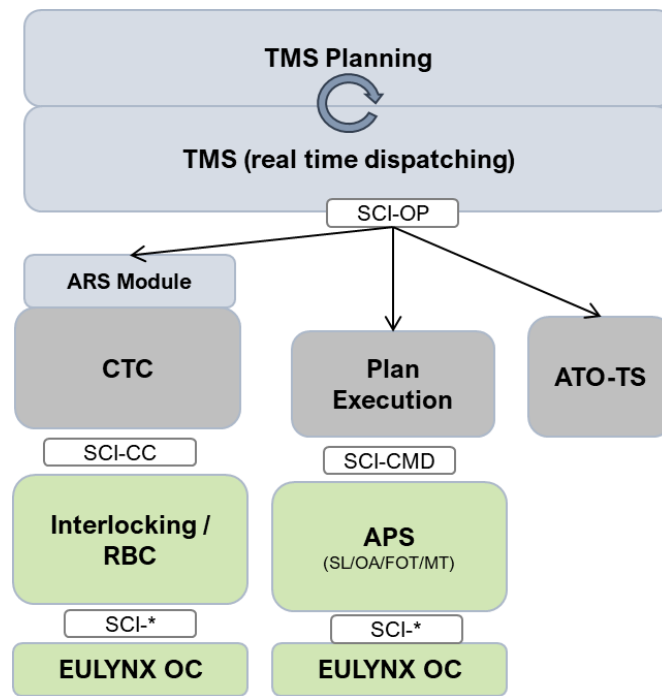 TMS Planning
TMS (real time dispatching)
SCI-OP
ARS Module
CTC
Plan
Execution
ATO-TS
SCI-CC
SCI-CMD
Interlocking /
RBC
APS
(SL/OA/FOT/MT)
SCI-*
SCI-*
EULYNX OC
EULYNX OC